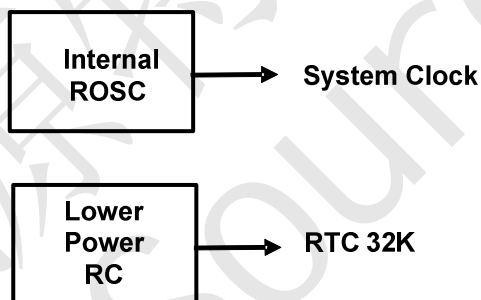 Internal
ROSC
System Clock
Lower
Power
RC
RTC 32K